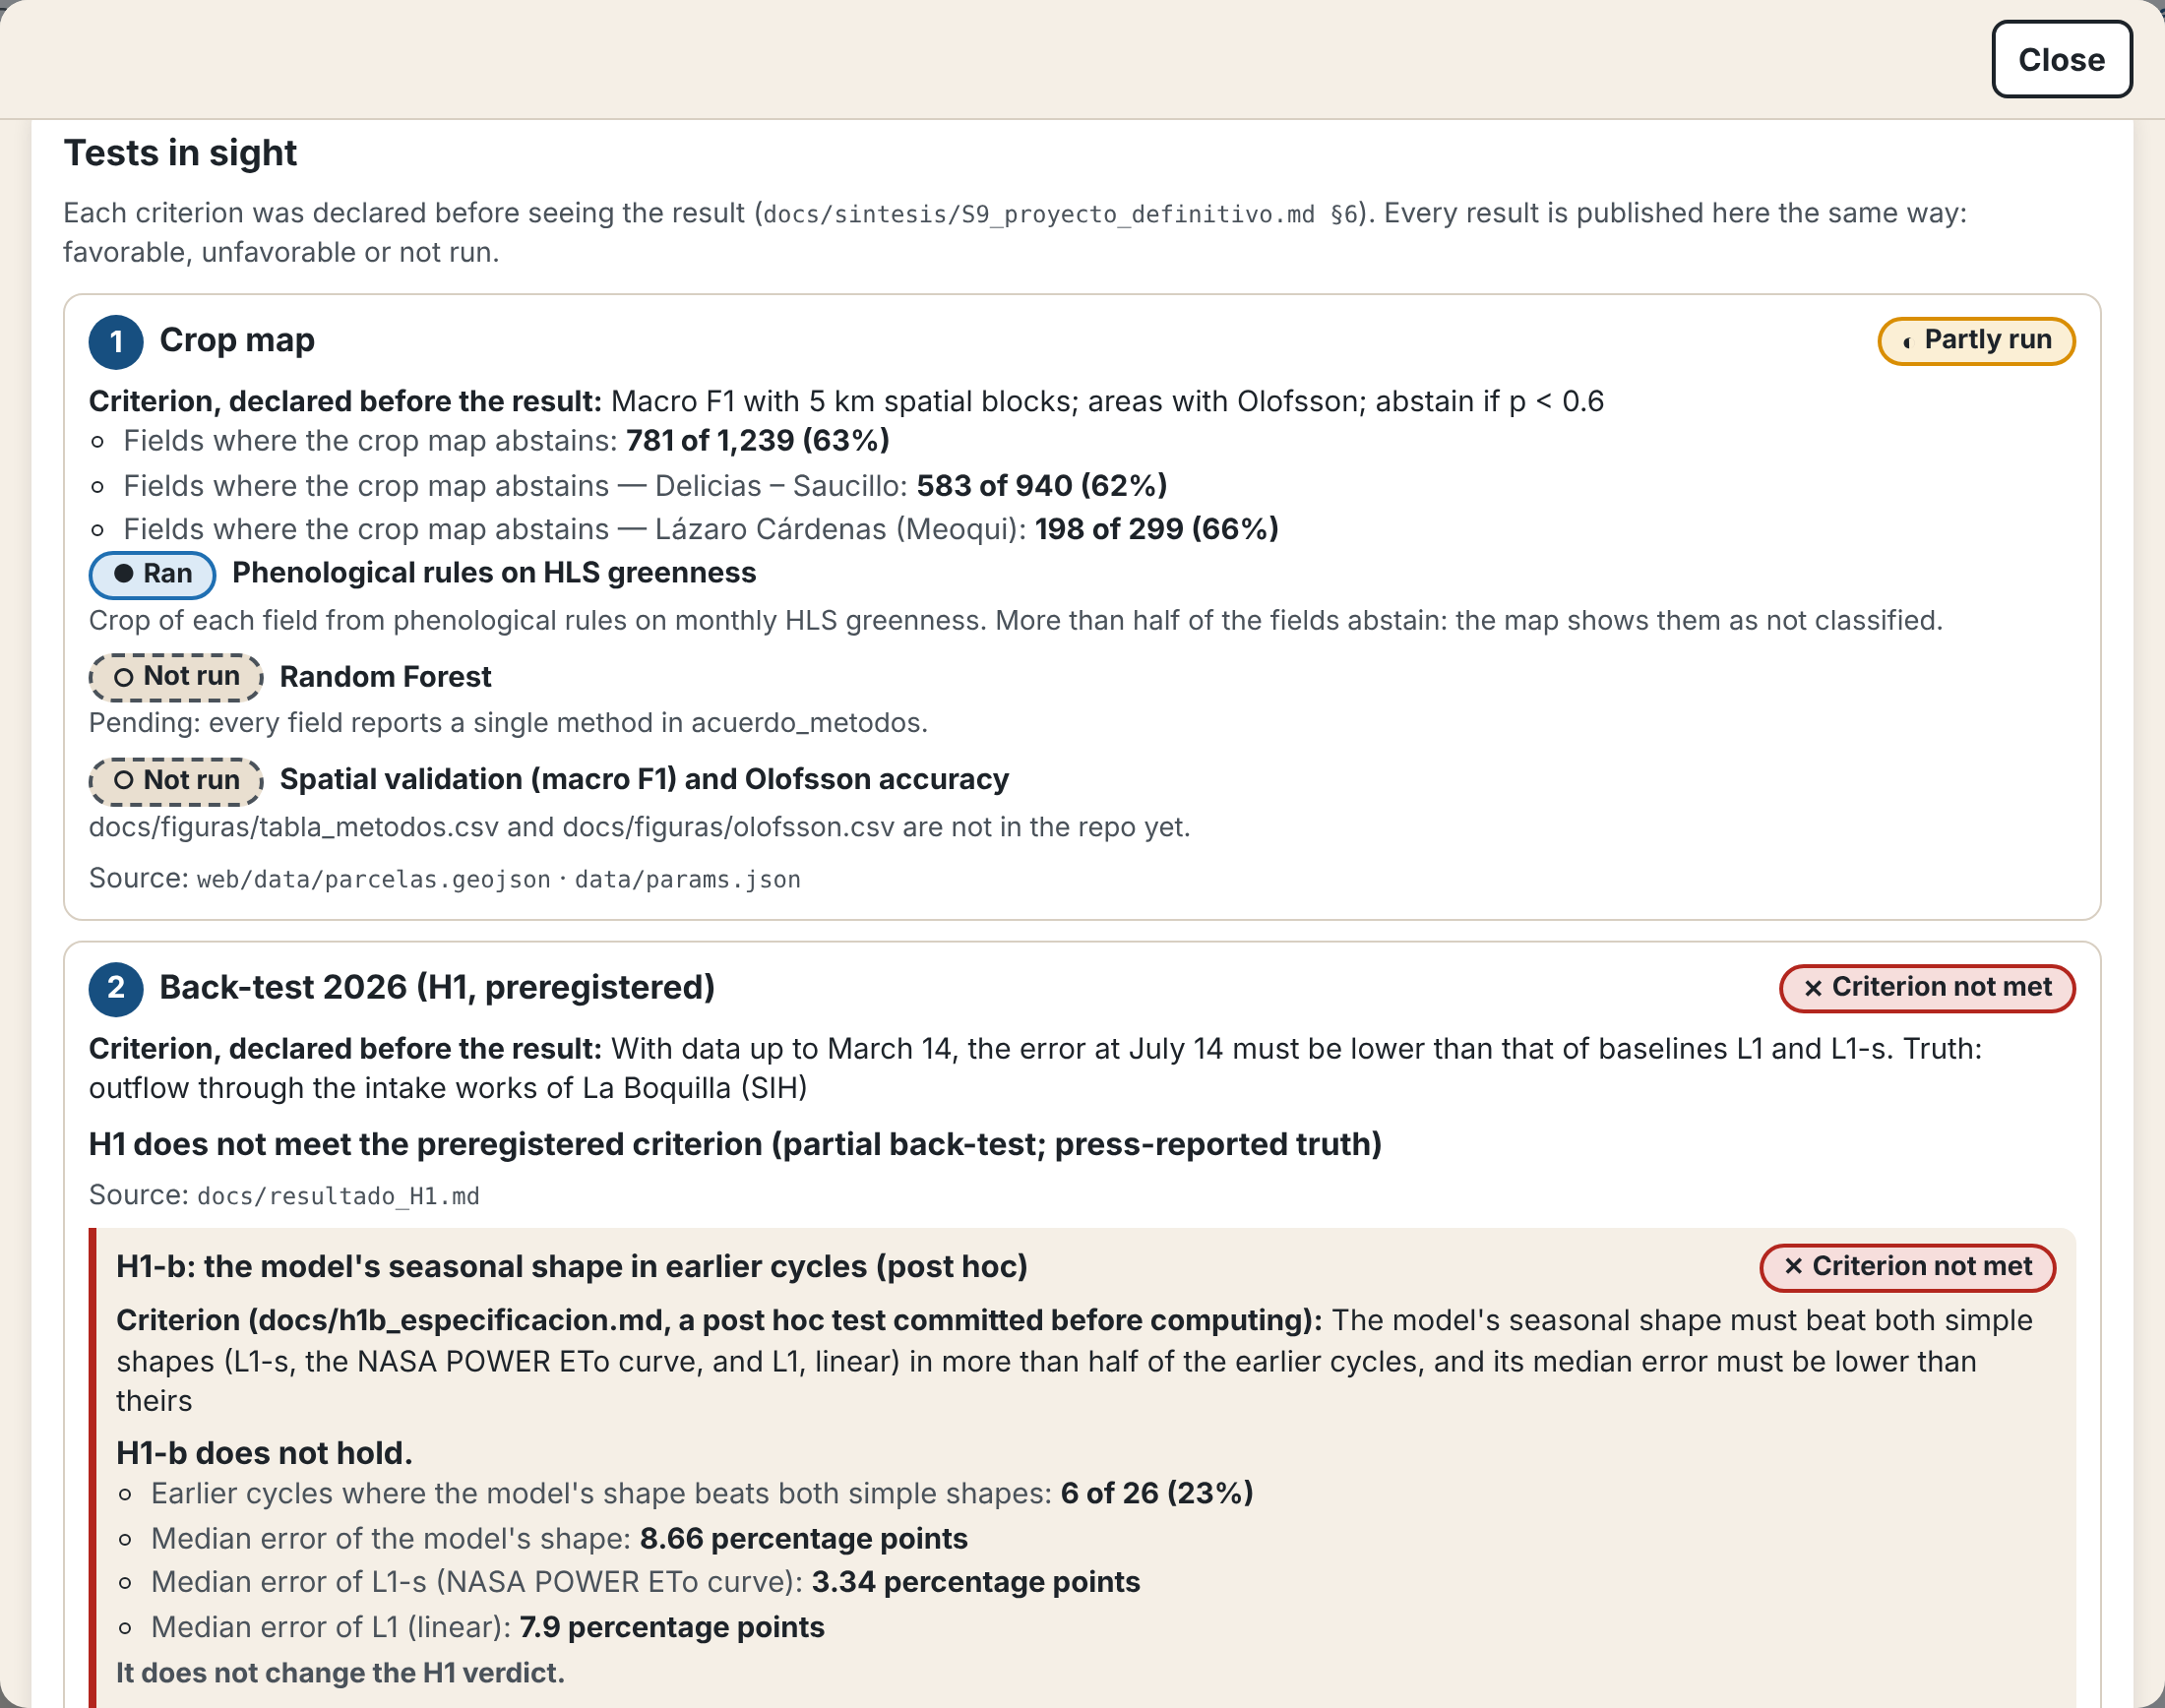 Close
Tests in sight
Each criterion was declared before seeing the result (docs/sintesis/S9_proyecto_definitivo.md §6). Every result is published here the same way:
favorable, unfavorable or not run.
1 Crop map
Partly run
Criterion, declared before the result: Macro F1 with 5 km spatial blocks; areas with Olofsson; abstain if p < 0.6
Fields where the crop map abstains: 781 of 1,239 (63%)
Fields where the crop map abstains — Delicias – Saucillo: 583 of 940 (62%)
Fields where the crop map abstains — Lázaro Cárdenas (Meoqui): 198 of 299 (66%)
Ran Phenological rules on HLS greenness
Crop of each field from phenological rules on monthly HLS greenness. More than half of the fields abstain: the map shows them as not classified.
Not run Random Forest
Pending: every field reports a single method in acuerdo_metodos.
Not run Spatial validation (macro F1) and Olofsson accuracy
docs/figuras/tabla_metodos.csv and docs/figuras/olofsson.csv are not in the repo yet.
Source: web/data/parcelas.geojson · data/params.json
2 Back-test 2026 (H1, preregistered)
✕ Criterion not met
Criterion, declared before the result: With data up to March 14, the error at July 14 must be lower than that of baselines L1 and L1-s. Truth:
outflow through the intake works of La Boquilla (SIH)
H1 does not meet the preregistered criterion (partial back-test; press-reported truth)
Source: docs/resultado_H1.md
H1-b: the model's seasonal shape in earlier cycles (post hoc)
✕ Criterion not met
Criterion (docs/h1b_especificacion.md, a post hoc test committed before computing): The model's seasonal shape must beat both simple
shapes (L1-s, the NASA POWER ETo curve, and L1, linear) in more than half of the earlier cycles, and its median error must be lower than
theirs
H1-b does not hold.
Earlier cycles where the model's shape beats both simple shapes: 6 of 26 (23%)
Median error of the model's shape: 8.66 percentage points
Median error of L1-s (NASA POWER ETo curve): 3.34 percentage points
Median error of L1 (linear): 7.9 percentage points
It does not change the H1 verdict.